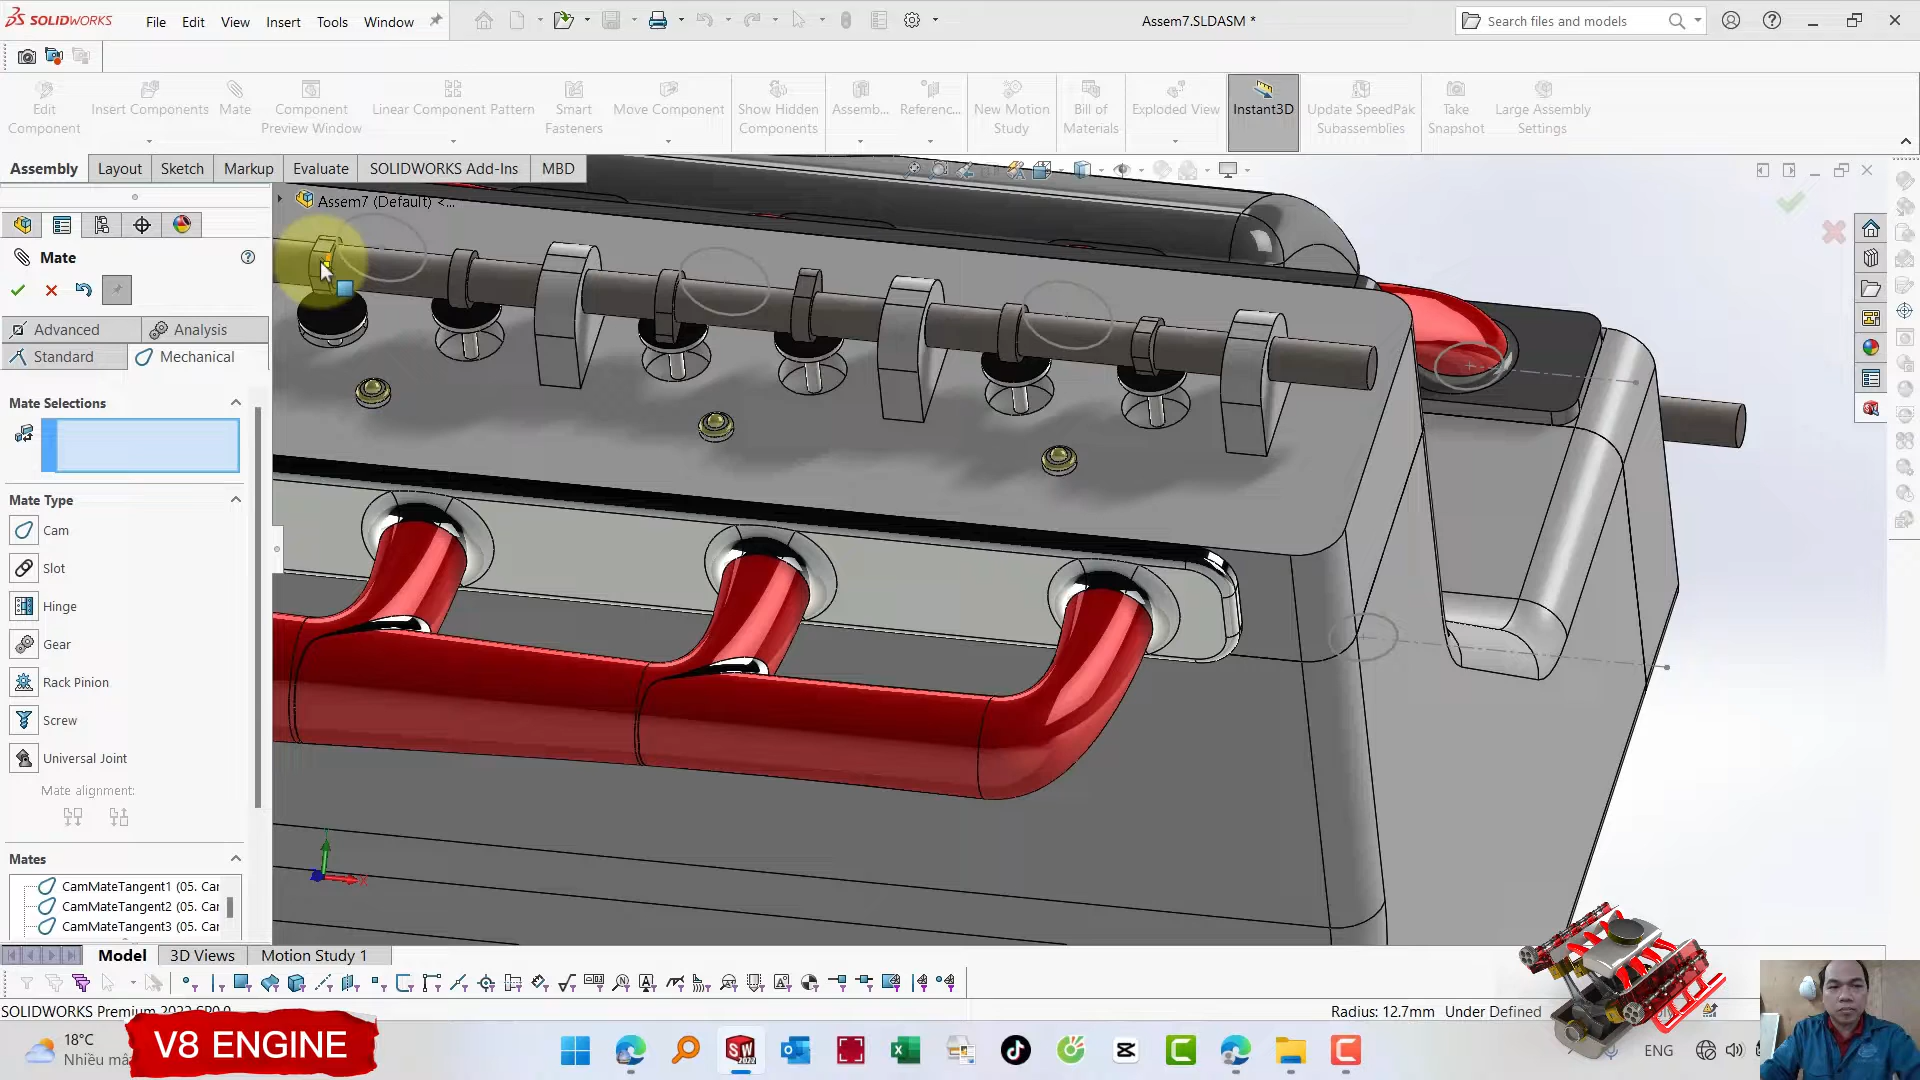 SOLIDWORKS
File Edit View Insert Tools Window
Assem7.SLDASM *
Search files and models
Edit Component
Insert Components
Mate
Component Preview Window
Linear Component Pattern
Smart Fasteners
Move Component
Show Hidden Components
Assemb...
Referenc...
New Motion Study
Bill of Materials
Exploded View
Instant3D
Update SpeedPak Subassemblies
Take Snapshot
Large Assembly Settings
Assembly Layout Sketch Markup Evaluate SOLIDWORKS Add-Ins MBD
Assem7 (Default) <...
Mate
Advanced Analysis
Standard Mechanical
Mate Selections
Mate Type
Cam
Slot
Hinge
Gear
Rack Pinion
Screw
Universal Joint
Mate alignment:
Mates
CamMateTangent1 (05. Car
CamMateTangent2 (05. Car
CamMateTangent3 (05. Car
Model 3D Views Motion Study 1
SOLIDWORKS Premium 2022 SP0.0
Radius: 12.7mm Under Defined
18°C
Nhiều mâ
V8 ENGINE
ENG